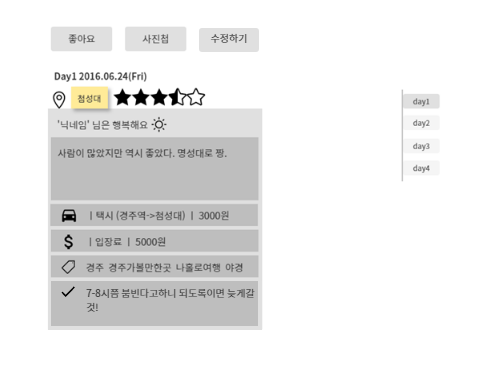 좋아요
사진첩
수정하기
Day1 2016.06.24(Fri)
첨성대
'닉네임' 님은 행복해요
사람이 많았지만 역시 좋았다. 명성대로 짱.
| 택시 (경주역->첨성대) | 3000원
| 입장료 | 5000원
경주 경주가볼만한곳 나홀로여행 야경
7-8시쯤 붐빈다고하니 되도록이면 늦게갈
것!
day1
day2
day3
day4